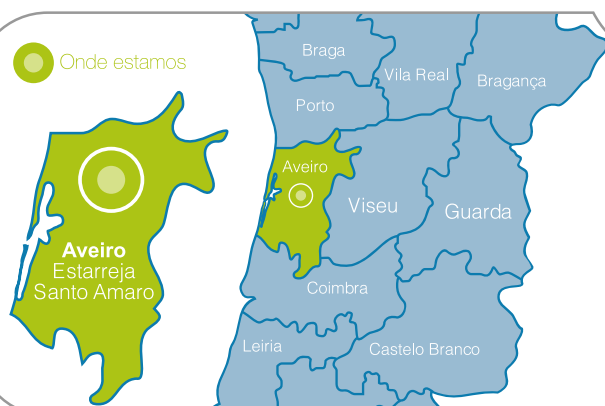 Onde estamos
Aveiro
Estarreja
Santo Amaro
Braga
Vila Real
Bragança
Porto
Aveiro
Viseu
Guarda
Coimbra
Leiria
Castelo Branco